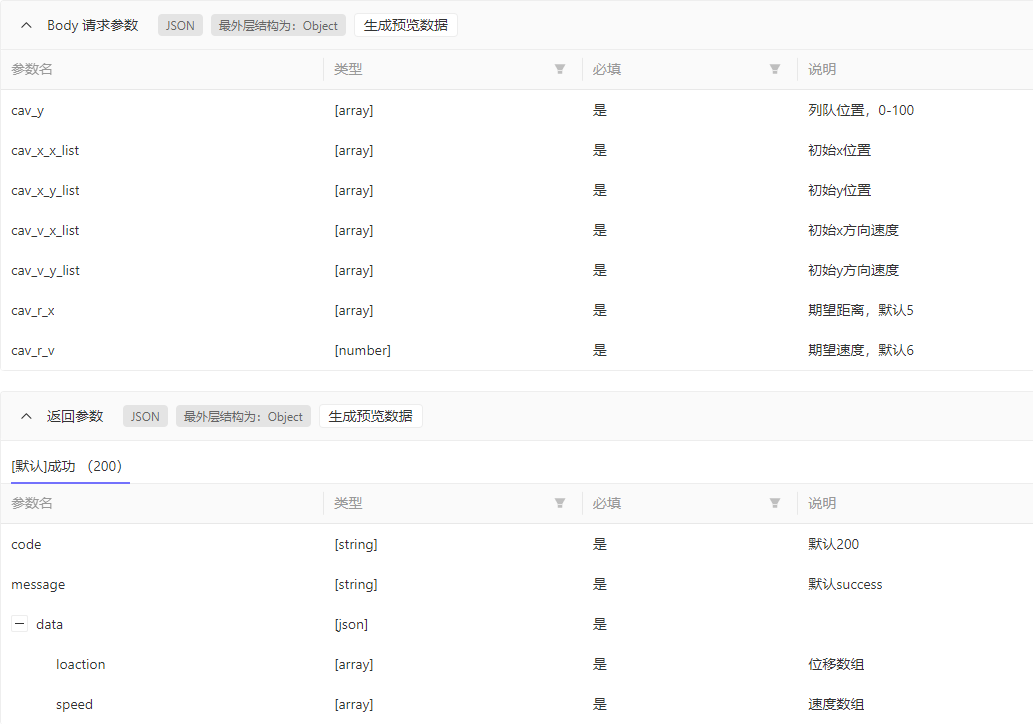 Body 请求参数 JSON 最外层结构为：Object 生成预览数据
参数名 类型 必填 说明
cav_y [array] 是 列队位置，0-100
cav_x_x_list [array] 是 初始x位置
cav_x_y_list [array] 是 初始y位置
cav_v_x_list [array] 是 初始x方向速度
cav_v_y_list [array] 是 初始y方向速度
cav_r_x [array] 是 期望距离，默认5
cav_r_v [number] 是 期望速度，默认6
返回参数 JSON 最外层结构为：Object 生成预览数据
[默认]成功 （200）
参数名 类型 必填 说明
code [string] 是 默认200
message [string] 是 默认success
data [json] 是
loaction [array] 是 位移数组
speed [array] 是 速度数组